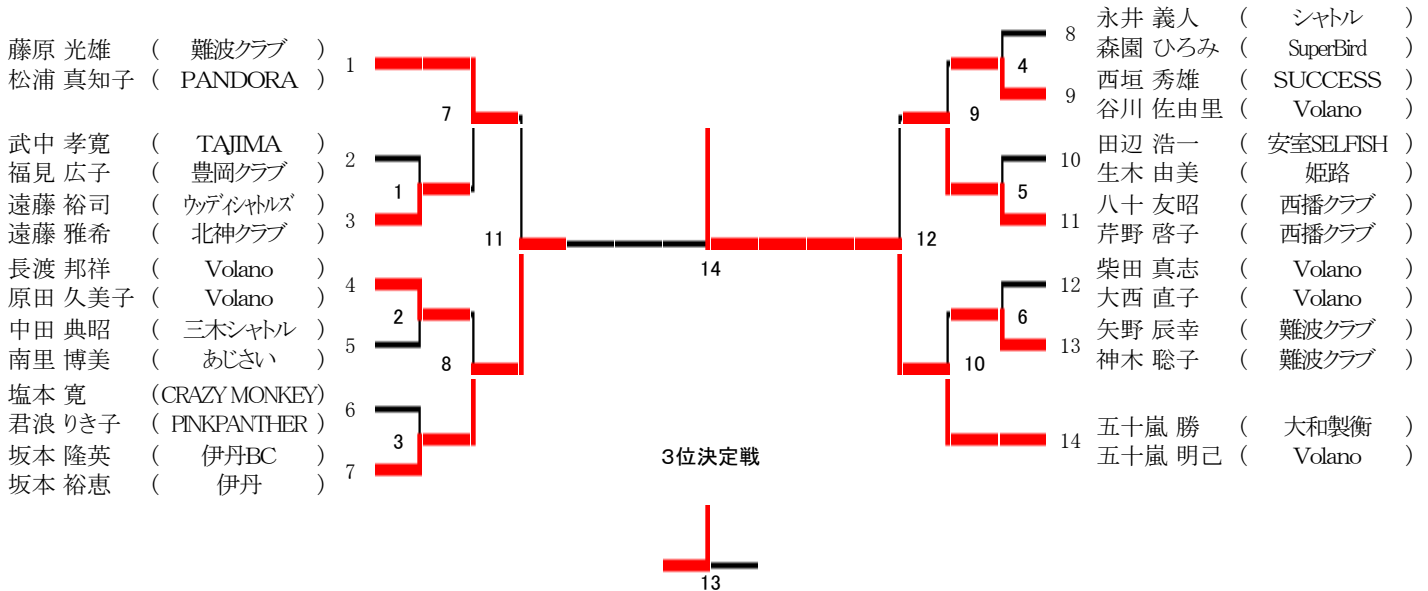 藤原 光雄 ( 難波クラブ ) 1
松浦 真知子 ( PANDORA )
武中 孝寛 ( TAJIMA ) 2
福見 広子 ( 豊岡クラブ )
遠藤 裕司 ( ウッディシャトルズ ) 3
遠藤 雅希 ( 北神クラブ )
長渡 邦祥 ( Volano ) 4
原田 久美子 ( Volano )
中田 典昭 ( 三木シャトル ) 5
南里 博美 ( あじさい )
塩本 寛 (CRAZY MONKEY) 6
君浪 りき子 ( PINKPANTHER )
坂本 隆英 ( 伊丹BC ) 7
坂本 裕恵 ( 伊丹 )
7
1
11
2
8
3
14
3位決定戦
13
4
9
5
12
6
10
8 永井 義人 ( シャトル )
森園 ひろみ ( SuperBird )
9 西垣 秀雄 ( SUCCESS )
谷川 佐由里 ( Volano )
10 田辺 浩一 ( 安室SELFISH )
生木 由美 ( 姫路 )
11 八十 友昭 ( 西播クラブ )
芹野 啓子 ( 西播クラブ )
12 柴田 真志 ( Volano )
大西 直子 ( Volano )
13 矢野 辰幸 ( 難波クラブ )
神木 聡子 ( 難波クラブ )
14 五十嵐 勝 ( 大和製衡 )
五十嵐 明己 ( Volano )